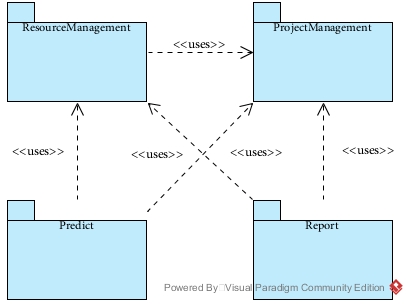 ResourceManagement
ProjectManagement
<<uses>>
<<uses>>
<<uses>>
<<uses>>
<<uses>>
Predict
Report
Powered By Visual Paradigm Community Edition